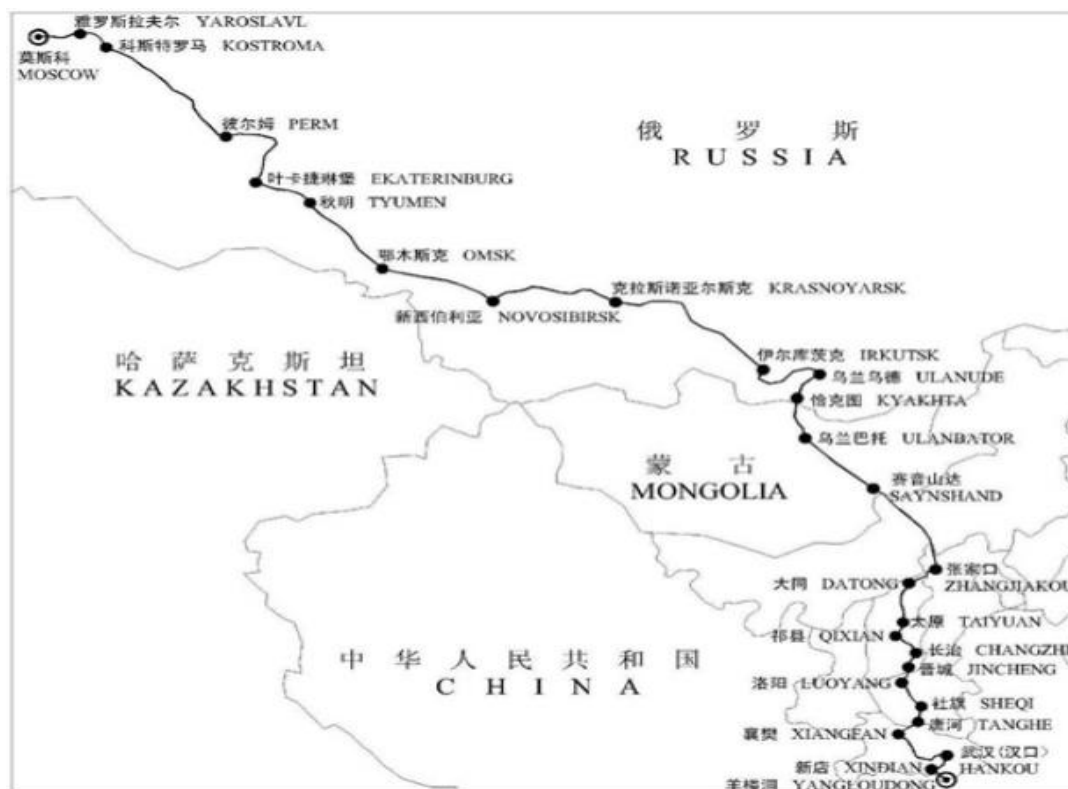 雅罗斯拉夫尔 YAROSLAVL
莫斯科
MOSCOW
科斯特罗马 KOSTROMA
彼尔姆 PERM
俄罗斯
RUSSIA
叶卡捷琳堡 EKATERINBURG
秋明 TYUMEN
鄂木斯克 OMSK
克拉斯诺亚尔斯克 KRASNOYARSK
新西伯利亚 NOVOSIBIRSK
哈萨克斯坦
KAZAKHSTAN
伊尔库茨克 IRKUTSK
乌兰乌德 ULANUDE
恰克图 KYAKHTA
乌兰巴托 ULANBATOR
蒙古
MONGOLIA
赛音山达
SAYNSHAND
张家口
ZHANGJIAKOU
大同 DATONG
太原 TAIYUAN
祁县 QIXIAN
长治 CHANGZHI
晋城 JINCHENG
中华人民共和国
CHINA
洛阳 LUOYANG
社旗 SHEQI
唐河 TANGHE
襄樊 XIANGFAN
武汉(汉口)
HANKOU
新店 XINDIAN
羊楼洞 YANGLOUDONG